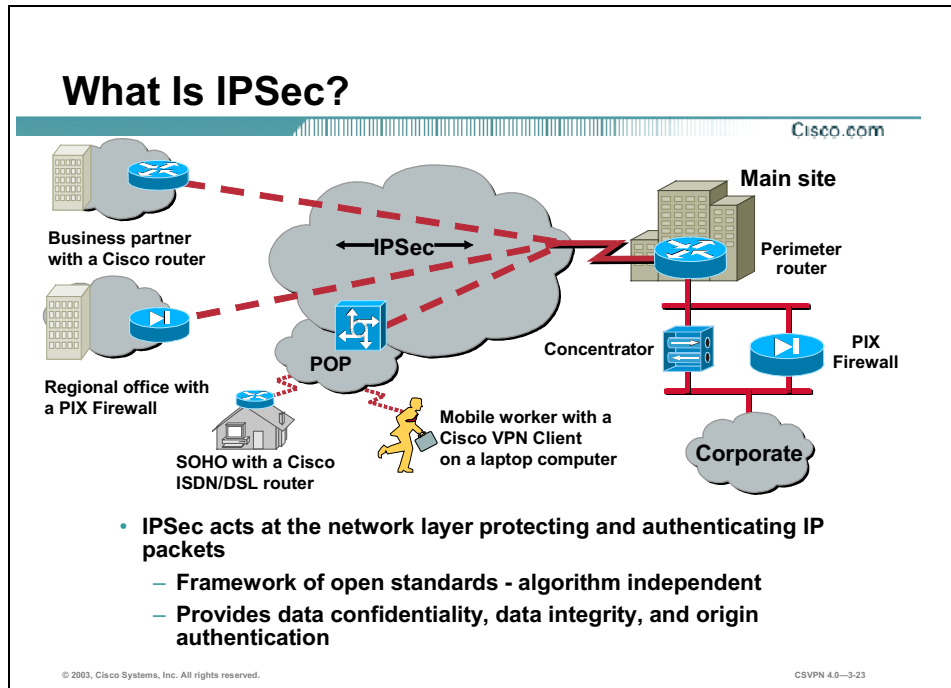 What Is IPSec?
Cisco.com
Main site
IPSec
Business partner
with a Cisco router
Perimeter
router
POP
Concentrator
PIX
Firewall
Regional office with
a PIX Firewall
Mobile worker with a
Cisco VPN Client
on a laptop computer
SOHO with a Cisco
ISDN/DSL router
Corporate
• IPSec acts at the network layer protecting and authenticating IP
packets
– Framework of open standards - algorithm independent
– Provides data confidentiality, data integrity, and origin
authentication
© 2003, Cisco Systems, Inc. All rights reserved.
CSVPN 4.0—3-23